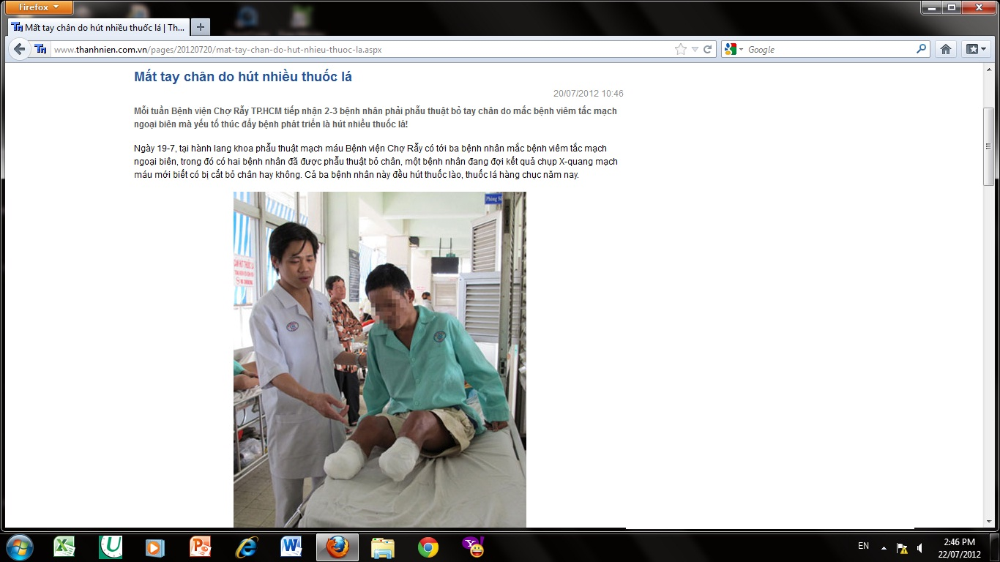 Firefox
Mất tay chân do hút nhiều thuốc lá | Th...
www.thanhnien.com.vn/pages/20120720/mat-tay-chan-do-hut-nhieu-thuoc-la.aspx
Google
Mất tay chân do hút nhiều thuốc lá
20/07/2012 10:46
Mỗi tuần Bệnh viện Chợ Rẫy TP.HCM tiếp nhận 2-3 bệnh nhân phải phẫu thuật bỏ tay chân do mắc bệnh viêm tắc mạch
ngoại biên mà yếu tố thúc đẩy bệnh phát triển là hút nhiều thuốc lá!
Ngày 19-7, tại hành lang khoa phẫu thuật mạch máu Bệnh viện Chợ Rẫy có tới ba bệnh nhân mắc bệnh viêm tắc mạch
ngoại biên, trong đó có hai bệnh nhân đã được phẫu thuật bỏ chân, một bệnh nhân đang đợi kết quả chụp X-quang mạch
máu mới biết có bị cắt bỏ chân hay không. Cả ba bệnh nhân này đều hút thuốc lào, thuốc lá hàng chục năm nay.
NO SMOKING
EN
2:46 PM
22/07/2012